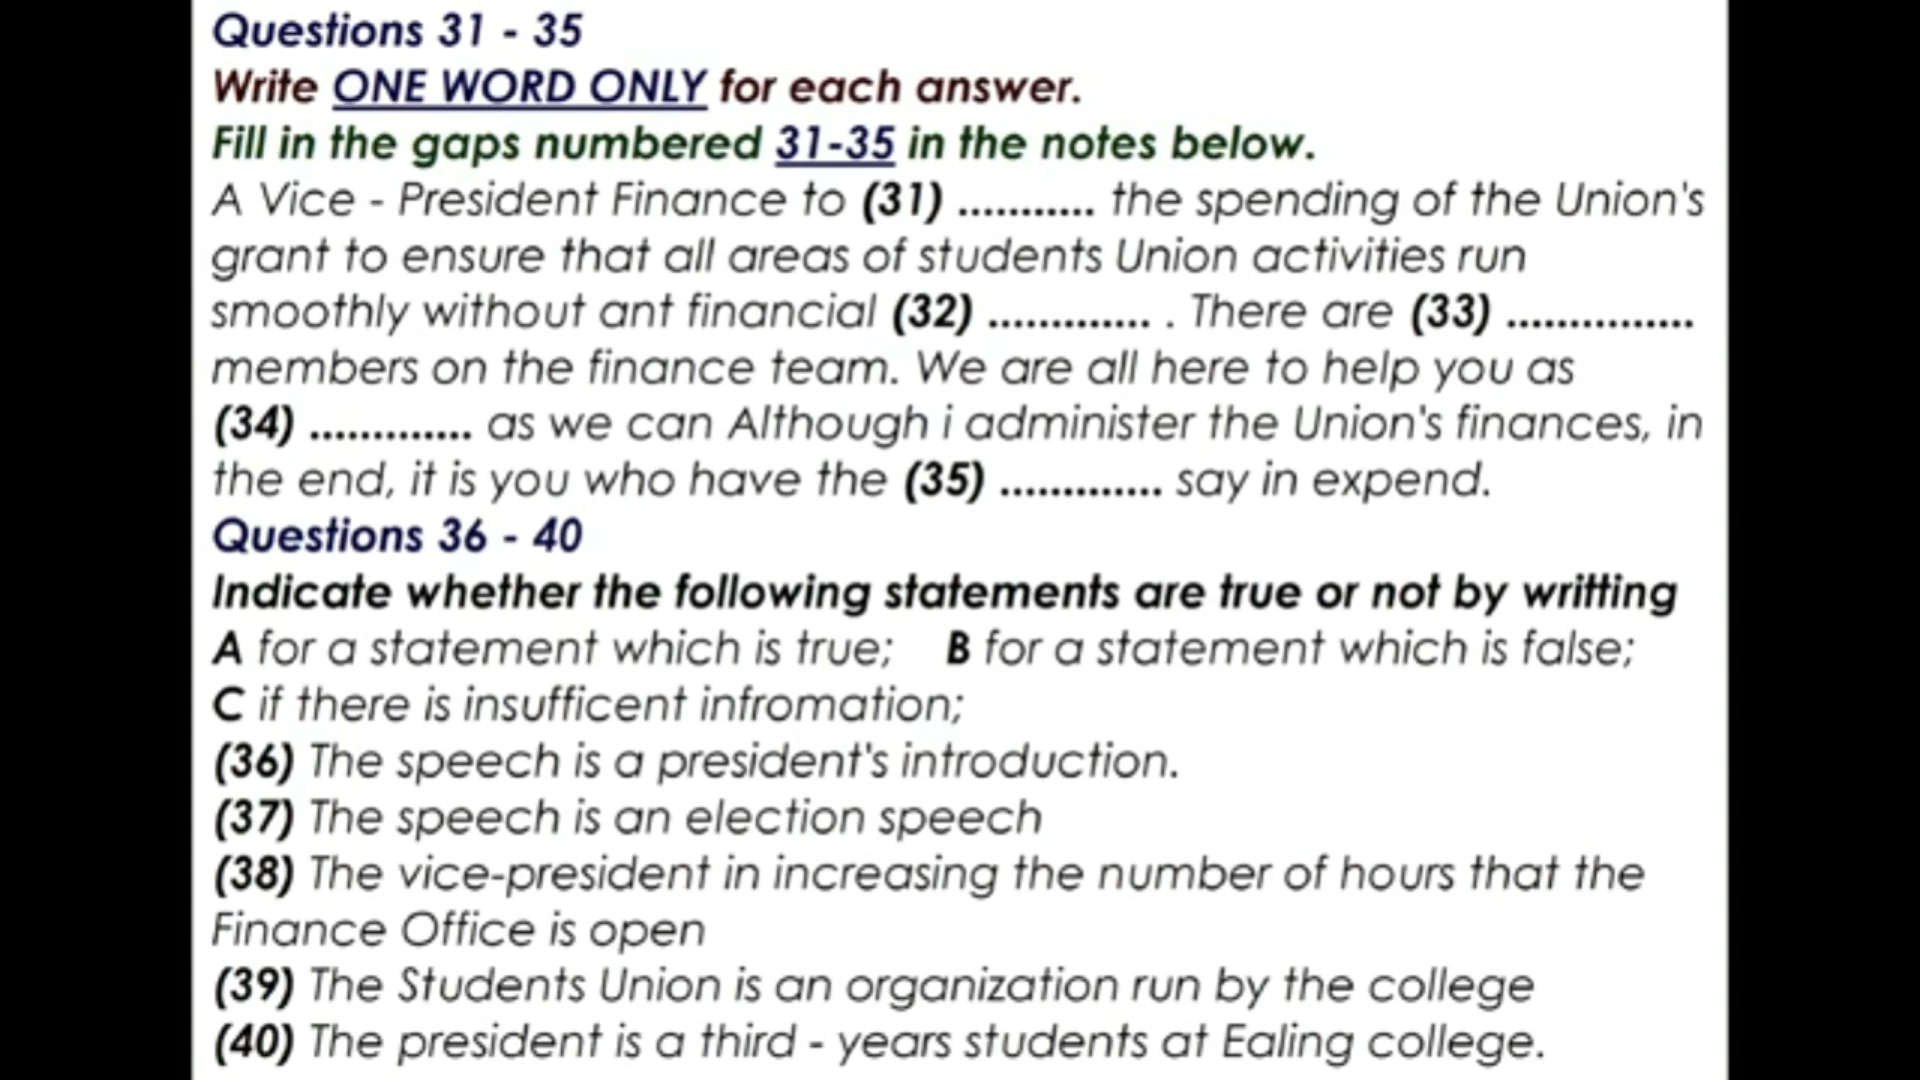 Questions 31 - 35
Write ONE WORD ONLY for each answer.
Fill in the gaps numbered 31-35 in the notes below.
A Vice - President Finance to (31) ........... the spending of the Union's
grant to ensure that all areas of students Union activities run
smoothly without ant financial (32) ............. . There are (33) ...............
members on the finance team. We are all here to help you as
(34) ............. as we can Although i administer the Union's finances, in
the end, it is you who have the (35) ............. say in expend.
Questions 36 - 40
Indicate whether the following statements are true or not by writting
A for a statement which is true; B for a statement which is false;
C if there is insufficent infromation;
(36) The speech is a president's introduction.
(37) The speech is an election speech
(38) The vice-president in increasing the number of hours that the
Finance Office is open
(39) The Students Union is an organization run by the college
(40) The president is a third - years students at Ealing college.